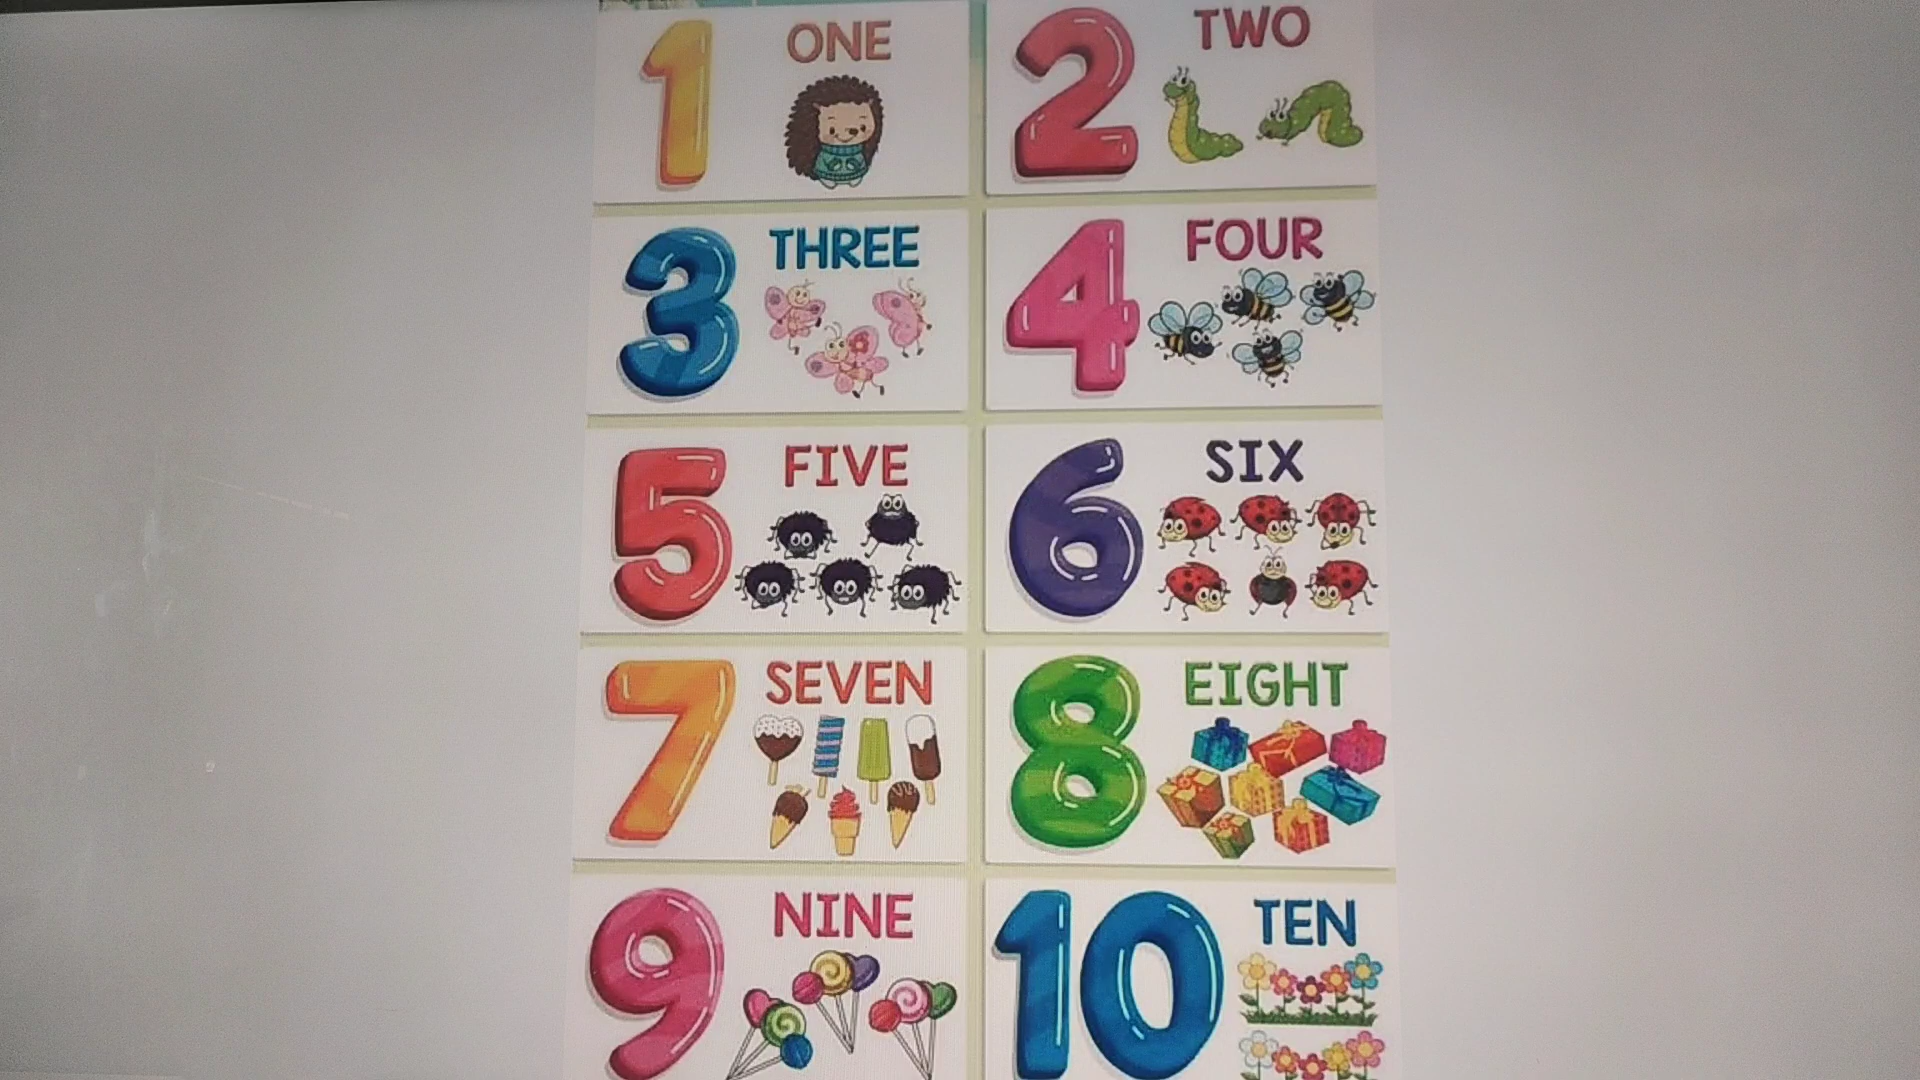 1 ONE
2 TWO
3 THREE
4 FOUR
5 FIVE
6 SIX
7 SEVEN
8 EIGHT
9 NINE
10 TEN